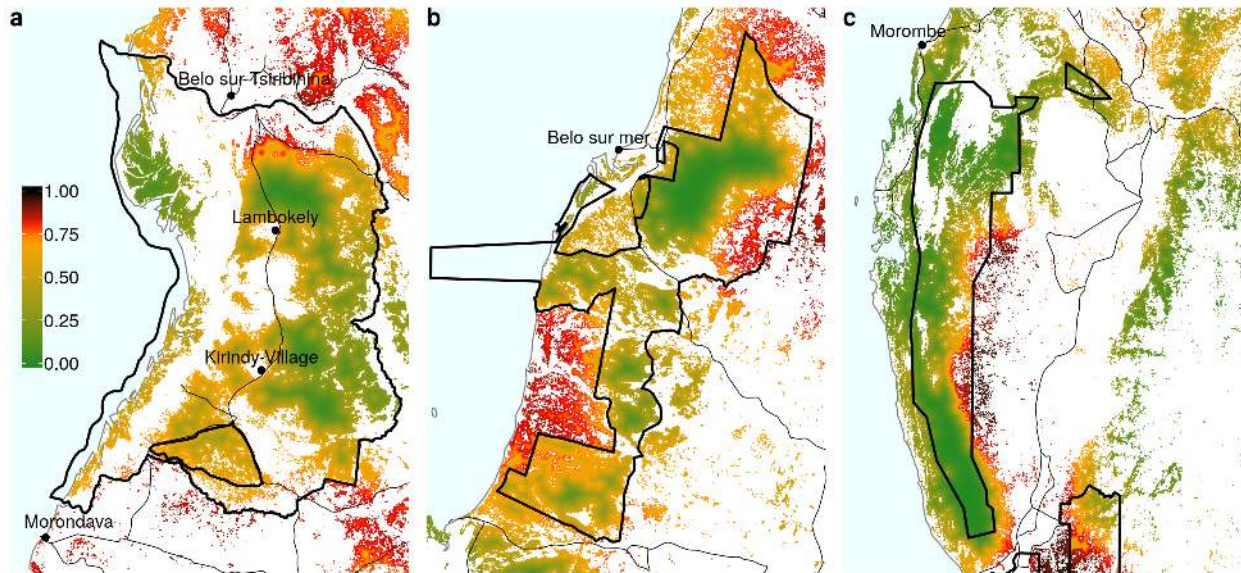 a
Belo sur Tsiribihina
1.00
0.75
0.50
0.25
0.00
Lambokely
Kirindy-Village
Morondava
b
Belo sur mer
c
Morombe